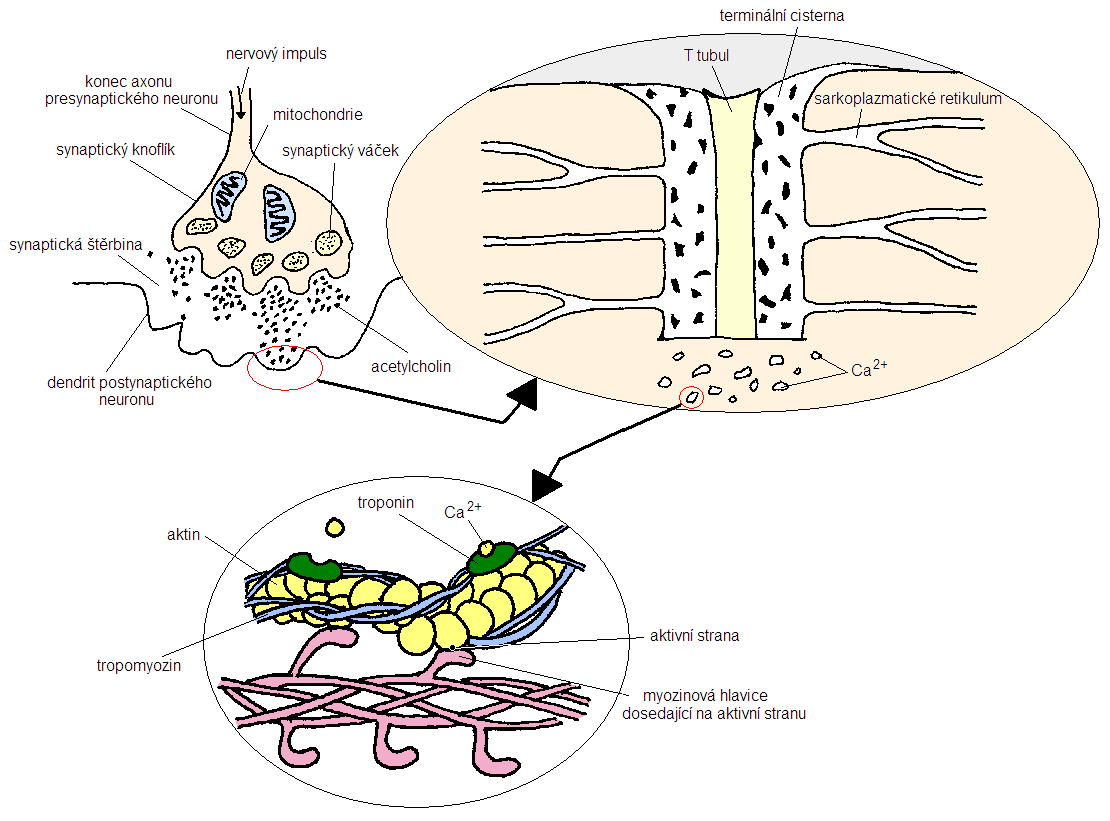 nervový impuls
konec axonu
presynaptického neuronu
mitochondrie
synaptický knoflík
synaptický váček
synaptická štěrbina
acetylcholin
dendrit postynaptického
neuronu
terminální cisterna
T tubul
sarkoplazmatické retikulum
Ca2+
troponin
Ca2+
aktin
aktivní strana
tropomyozin
myozinová hlavice
dosedající na aktivní stranu